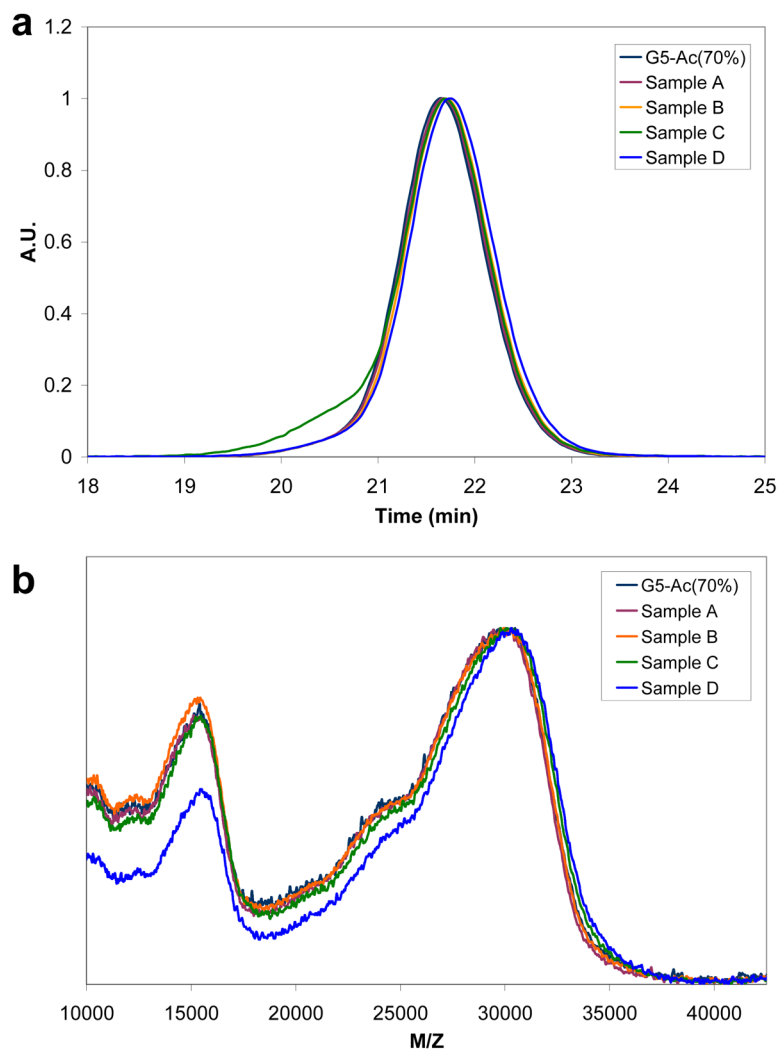 a
1.2
1
0.8
0.6
0.4
0.2
0
A.U.
G5-Ac(70%)
Sample A
Sample B
Sample C
Sample D
18 19 20 21 22 23 24 25
Time (min)
b
G5-Ac(70%)
Sample A
Sample B
Sample C
Sample D
10000 15000 20000 25000 30000 35000 40000
M/Z